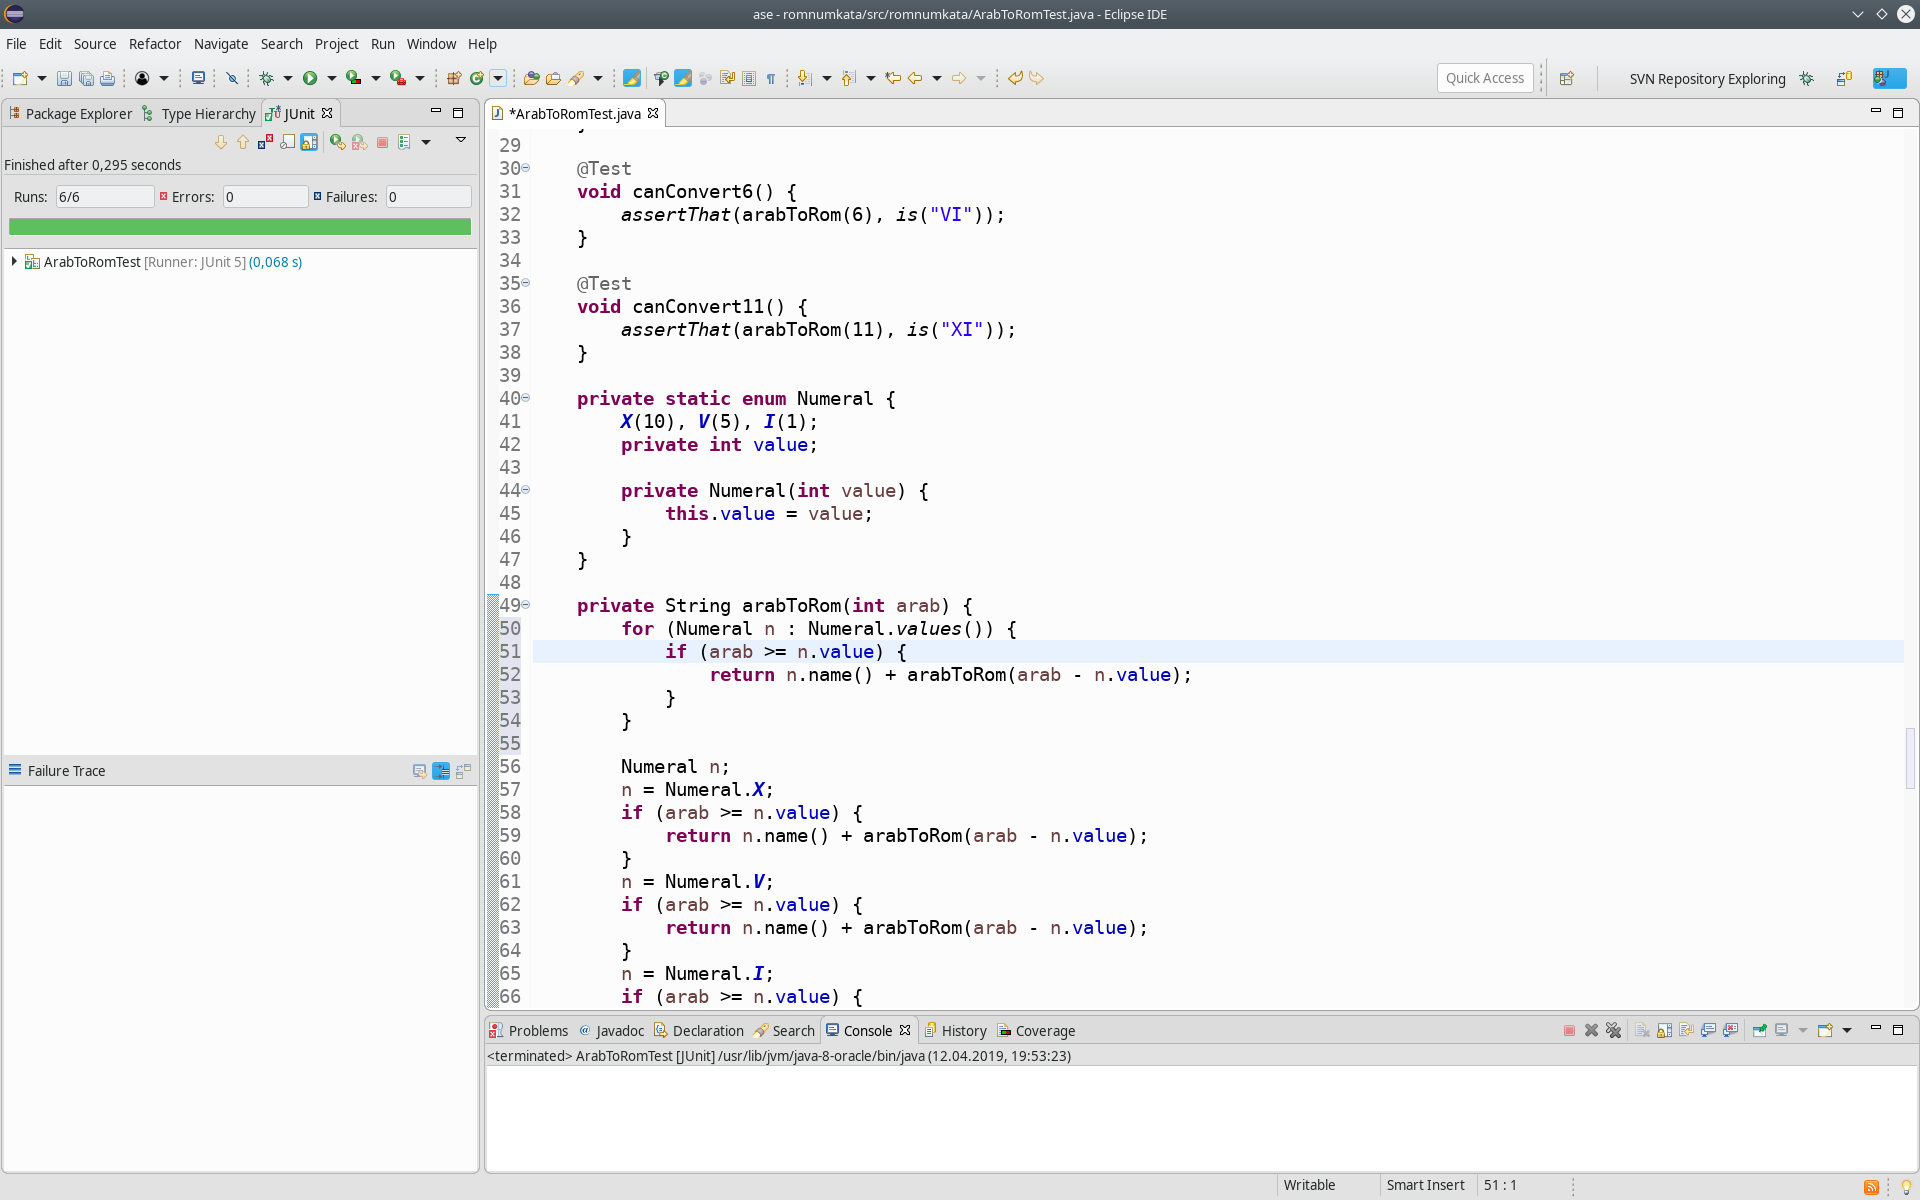 ase - romnumkata/src/romnumkata/ArabToRomTest.java - Eclipse IDE
File Edit Source Refactor Navigate Search Project Run Window Help
Quick Access
SVN Repository Exploring
Package Explorer Type Hierarchy JUnit
Finished after 0,295 seconds
Runs: 6/6 Errors: 0 Failures: 0
ArabToRomTest [Runner: JUnit 5] (0,068 s)
Failure Trace
*ArabToRomTest.java
29
30 @Test
31 void canConvert6() {
32 assertThat(arabToRom(6), is("VI"));
33 }
34
35 @Test
36 void canConvert11() {
37 assertThat(arabToRom(11), is("XI"));
38 }
39
40 private static enum Numeral {
41 X(10), V(5), I(1);
42 private int value;
43
44 private Numeral(int value) {
45 this.value = value;
46 }
47 }
48
49 private String arabToRom(int arab) {
50 for (Numeral n : Numeral.values()) {
51 if (arab >= n.value) {
52 return n.name() + arabToRom(arab - n.value);
53 }
54 }
55
56 Numeral n;
57 n = Numeral.X;
58 if (arab >= n.value) {
59 return n.name() + arabToRom(arab - n.value);
60 }
61 n = Numeral.V;
62 if (arab >= n.value) {
63 return n.name() + arabToRom(arab - n.value);
64 }
65 n = Numeral.I;
66 if (arab >= n.value) {
Problems Javadoc Declaration Search Console History Coverage
<terminated> ArabToRomTest [JUnit] /usr/lib/jvm/java-8-oracle/bin/java (12.04.2019, 19:53:23)
Writable Smart Insert 51 : 1